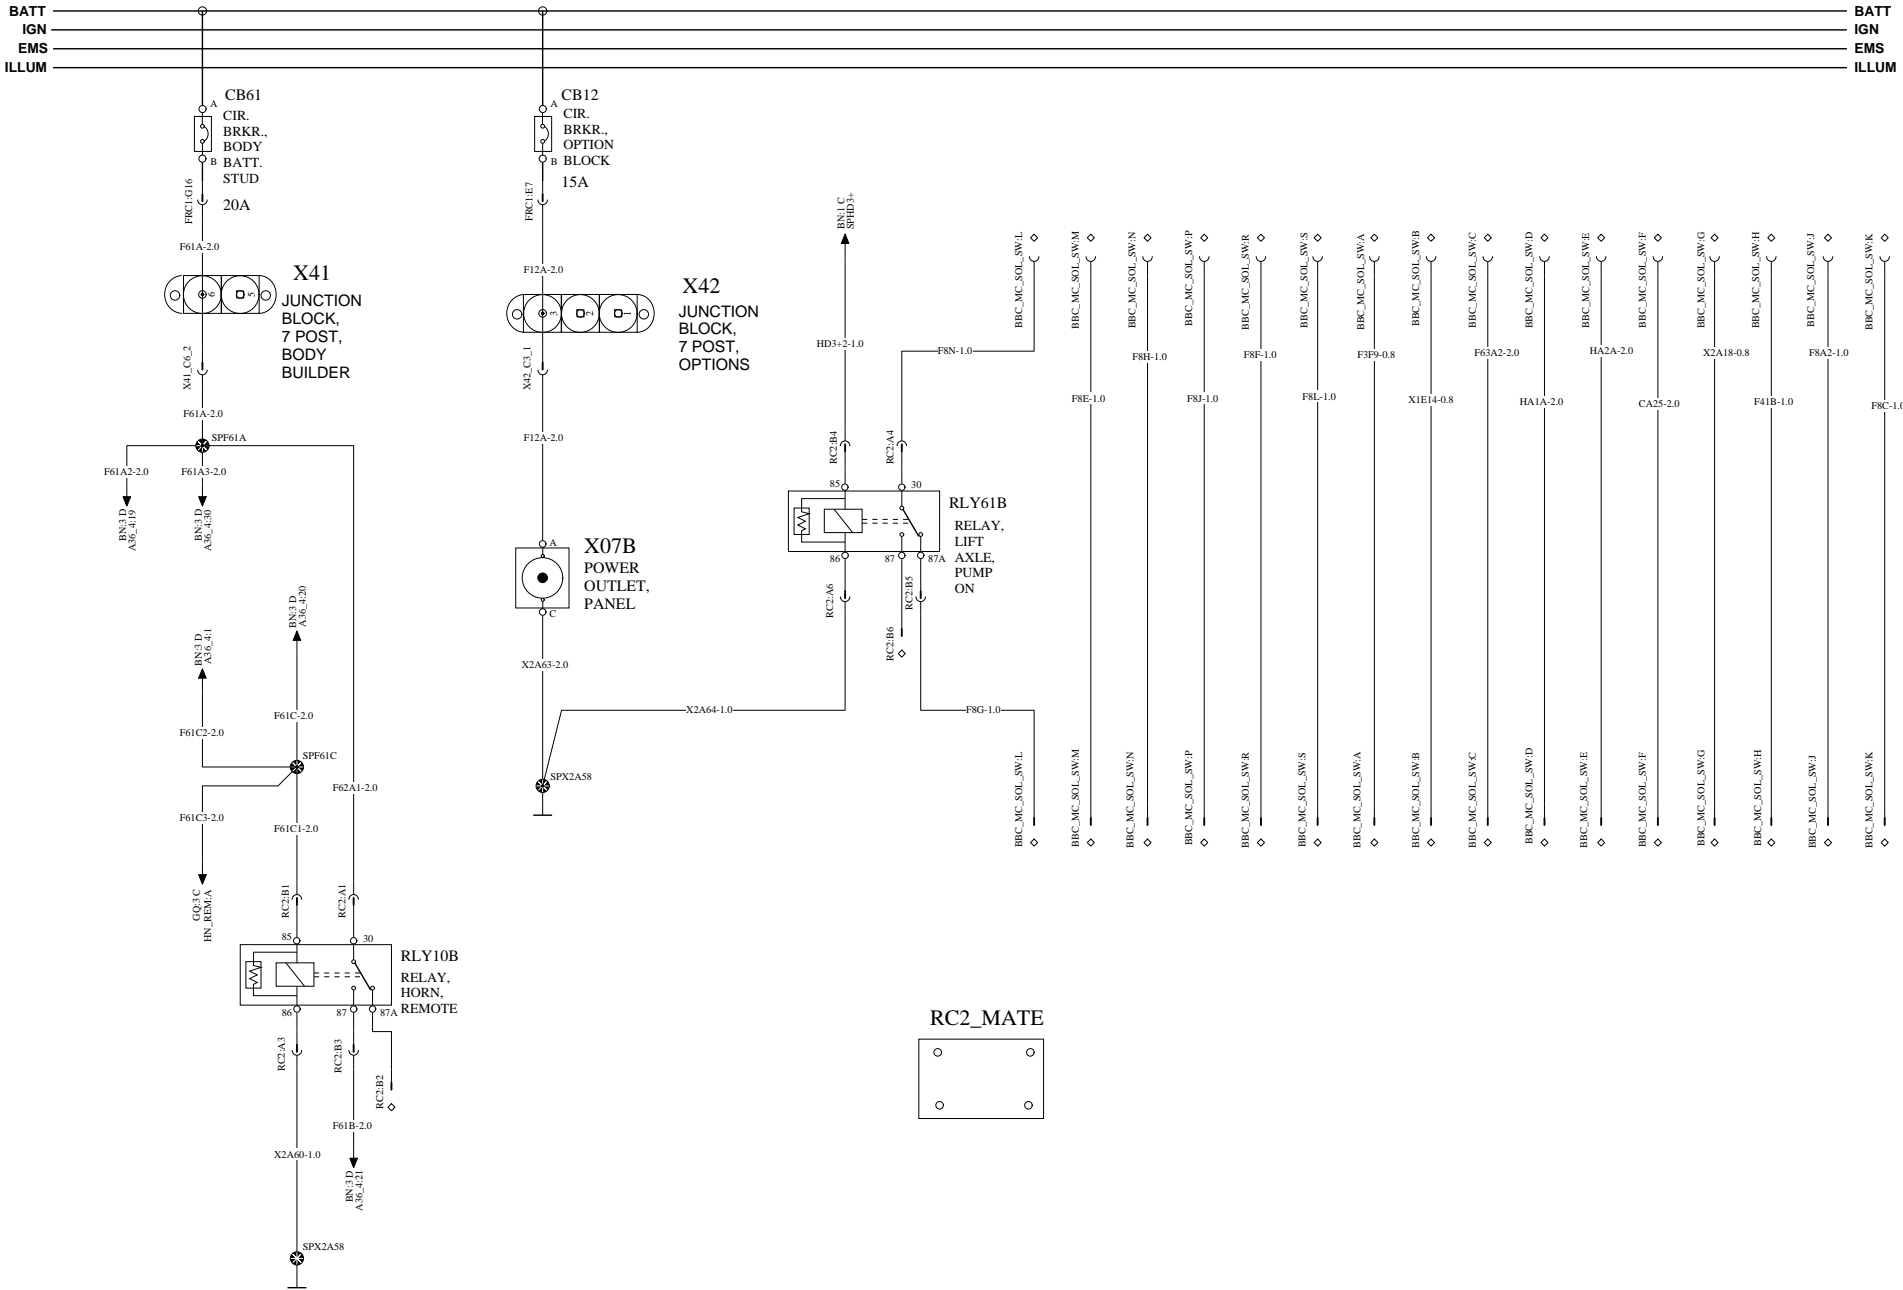 BATT
IGN
EMS
ILLUM
BATT
IGN
EMS
ILLUM
A
CB61
CIR.
BRKR.,
BODY
BATT.
STUD
B
20A
FRC1:G16
F61A-2.0
6
5
X41
JUNCTION
BLOCK,
7 POST,
BODY
BUILDER
X41_C6_2
F61A-2.0
SPF61A
F61A2-2.0
F61A3-2.0
BN:3 D
A36_4:19
BN:3 D
A36_4:30
BN:3 D
A36_4:20
BN:3 D
A36_4:1
F61C-2.0
F61C2-2.0
SPF61C
F62A1-2.0
F61C3-2.0
F61C1-2.0
GQ:3 C
HN_REM:A
RC2:B1
RC2:A1
85
30
RLY10B
RELAY,
HORN,
REMOTE
86
87
87A
RC2:A3
RC2:B3
RC2:B2
F61B-2.0
X2A60-1.0
BN:3 D
A36_4:21
SPX2A58
A
CB12
CIR.
BRKR.,
OPTION
BLOCK
B
15A
FRC1:E7
F12A-2.0
3
2
1
X42
JUNCTION
BLOCK,
7 POST,
OPTIONS
X42_C3_1
F12A-2.0
A
X07B
POWER
OUTLET,
PANEL
C
X2A63-2.0
X2A64-1.0
SPX2A58
BN:1 C
SPHD3+
HD3+2-1.0
F8N-1.0
RC2:B4
RC2:A4
85
30
RLY61B
RELAY,
LIFT
AXLE,
PUMP
ON
86
87
87A
RC2:A6
RC2:B5
RC2:B6
F8G-1.0
BBC_MC_SOL_SW:L
BBC_MC_SOL_SW:M
BBC_MC_SOL_SW:N
BBC_MC_SOL_SW:P
BBC_MC_SOL_SW:R
BBC_MC_SOL_SW:S
BBC_MC_SOL_SW:A
BBC_MC_SOL_SW:B
BBC_MC_SOL_SW:C
BBC_MC_SOL_SW:D
BBC_MC_SOL_SW:E
BBC_MC_SOL_SW:F
BBC_MC_SOL_SW:G
BBC_MC_SOL_SW:H
BBC_MC_SOL_SW:J
BBC_MC_SOL_SW:K
F8E-1.0
F8H-1.0
F8J-1.0
F8F-1.0
F8L-1.0
F3F9-0.8
X1E14-0.8
F63A2-2.0
HA1A-2.0
HA2A-2.0
CA25-2.0
X2A18-0.8
F41B-1.0
F8A2-1.0
F8C-1.0
BBC_MC_SOL_SW:L
BBC_MC_SOL_SW:M
BBC_MC_SOL_SW:N
BBC_MC_SOL_SW:P
BBC_MC_SOL_SW:R
BBC_MC_SOL_SW:S
BBC_MC_SOL_SW:A
BBC_MC_SOL_SW:B
BBC_MC_SOL_SW:C
BBC_MC_SOL_SW:D
BBC_MC_SOL_SW:E
BBC_MC_SOL_SW:F
BBC_MC_SOL_SW:G
BBC_MC_SOL_SW:H
BBC_MC_SOL_SW:J
BBC_MC_SOL_SW:K
RC2_MATE